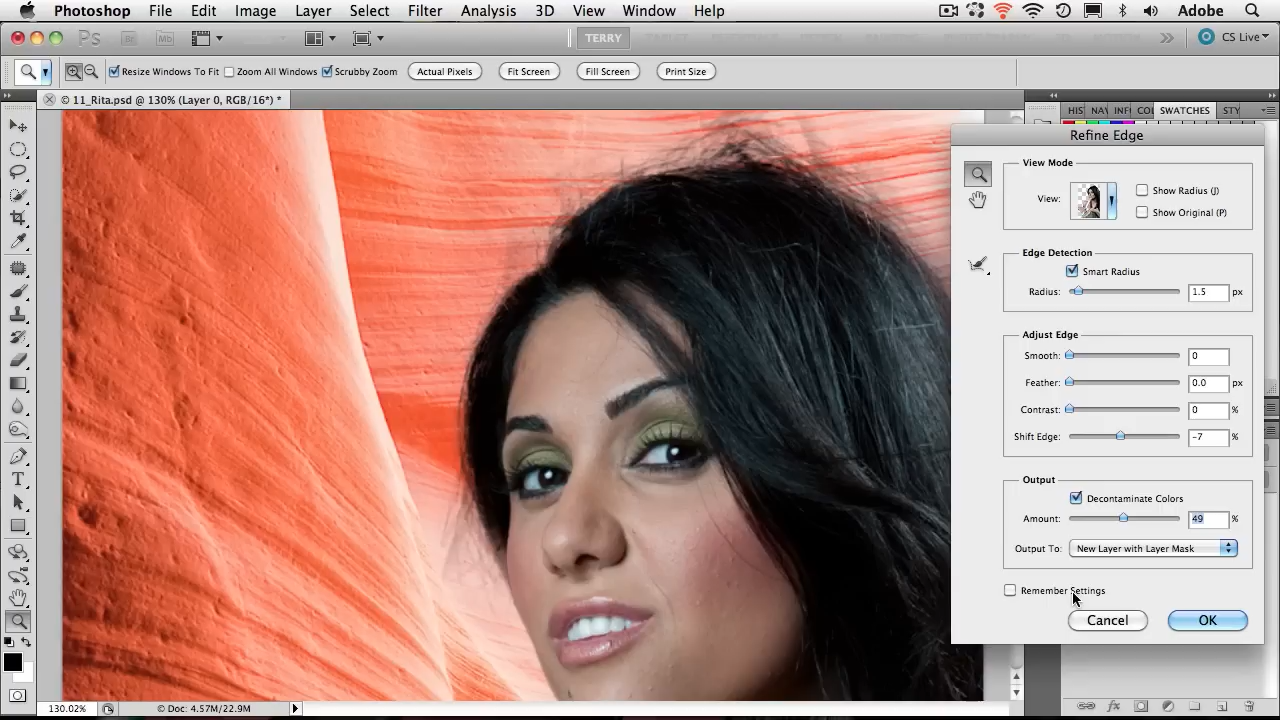 Photoshop File Edit Image Layer Select Filter Analysis 3D View Window Help Adobe
Ps Br Mb TERRY CS Live
Resize Windows To Fit Zoom All Windows Scrubby Zoom Actual Pixels Fit Screen Fill Screen Print Size
© 11_Rita.psd @ 130% (Layer 0, RGB/16*) *
HIS NAV INFO COL SWATCHES STY
Refine Edge
View Mode
View: Show Radius (J)
Show Original (P)
Edge Detection
Smart Radius
Radius: 1.5 px
Adjust Edge
Smooth: 0
Feather: 0.0 px
Contrast: 0 %
Shift Edge: -7 %
Output
Decontaminate Colors
Amount: 49 %
Output To: New Layer with Layer Mask
Remember Settings
Cancel OK
130.02% © Doc: 4.57M/22.9M